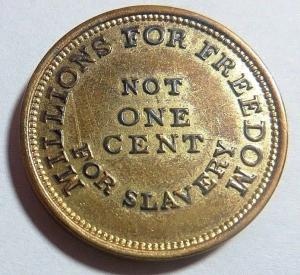 MILLIONS FOR FREEDOM
NOT
ONE
CENT
FOR SLAVERY